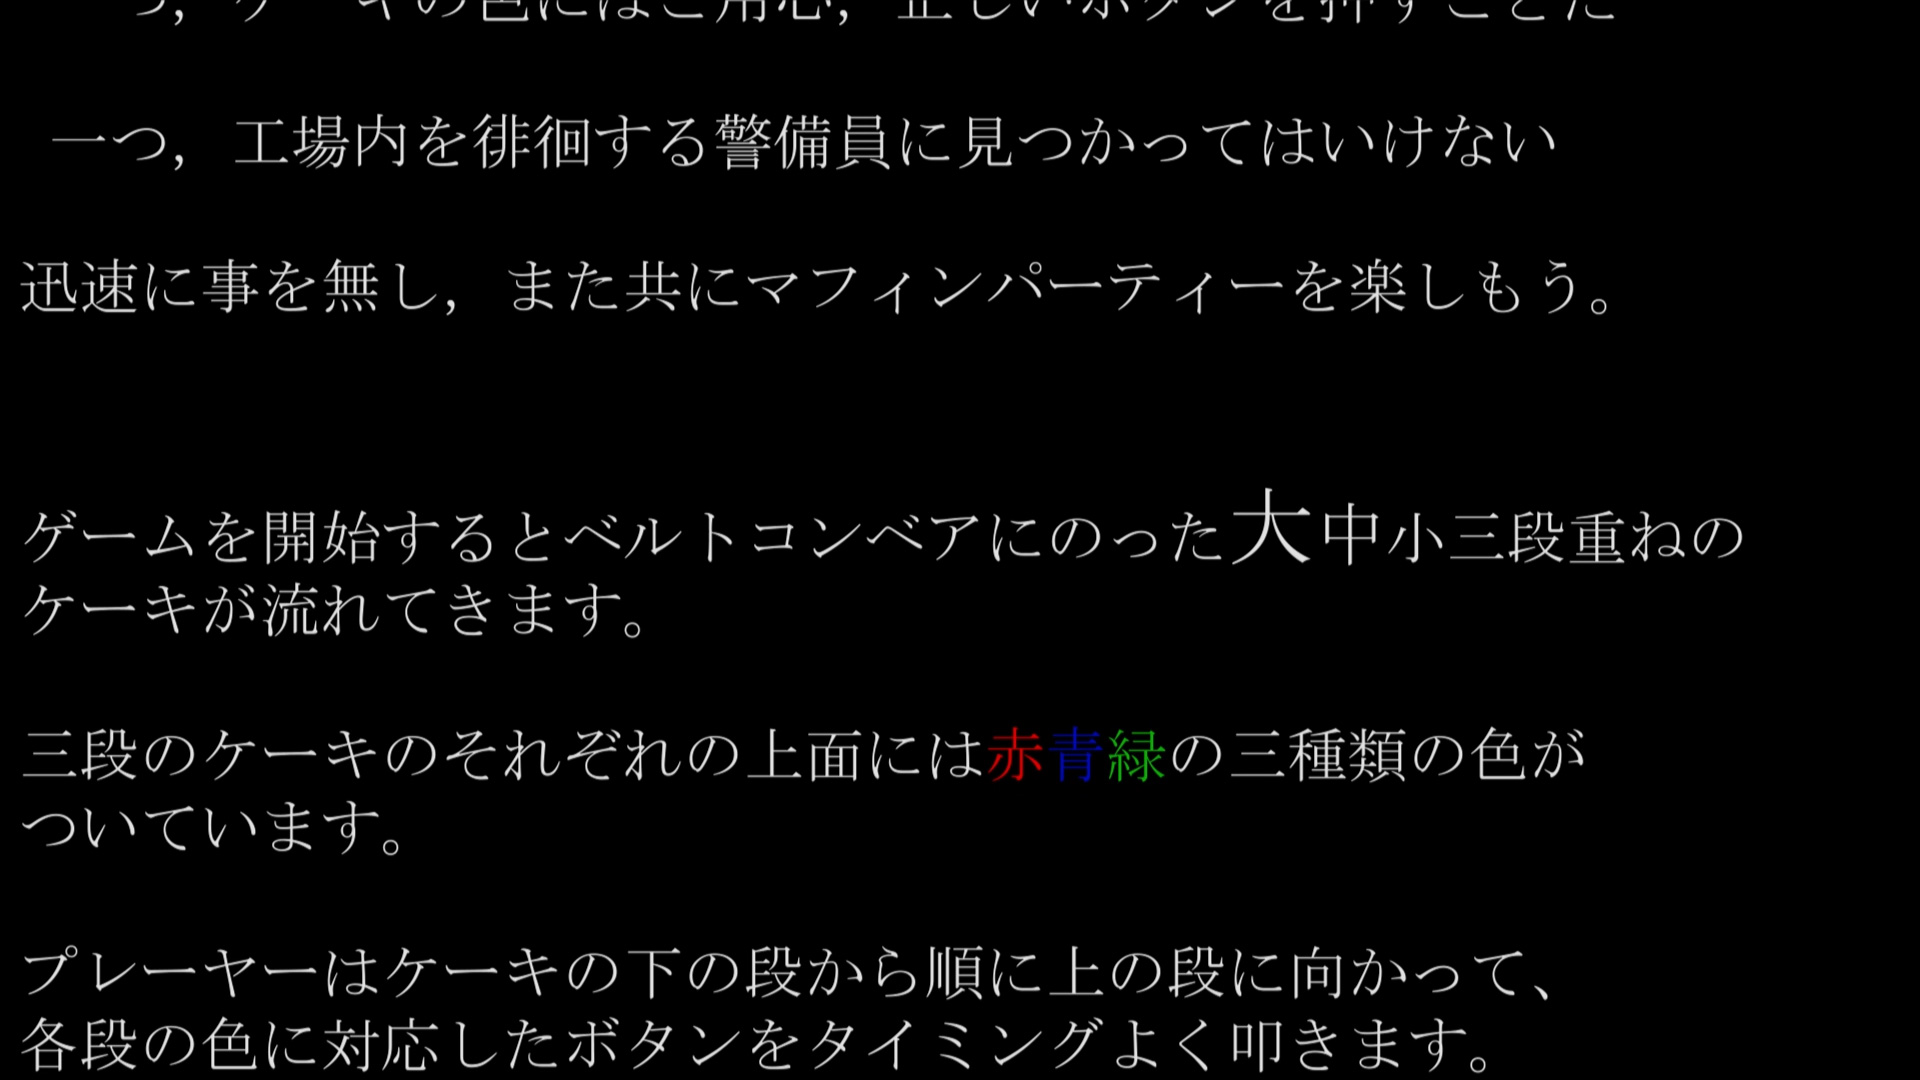 一つ，ケーキの色にはご用心，正しいボタンを押すことだ
一つ，工場内を徘徊する警備員に見つかってはいけない
迅速に事を無し，また共にマフィンパーティーを楽しもう。
ゲームを開始するとベルトコンベアにのった大中小三段重ねの
ケーキが流れてきます。
三段のケーキのそれぞれの上面には赤青緑の三種類の色が
ついています。
プレーヤーはケーキの下の段から順に上の段に向かって、
各段の色に対応したボタンをタイミングよく叩きます。